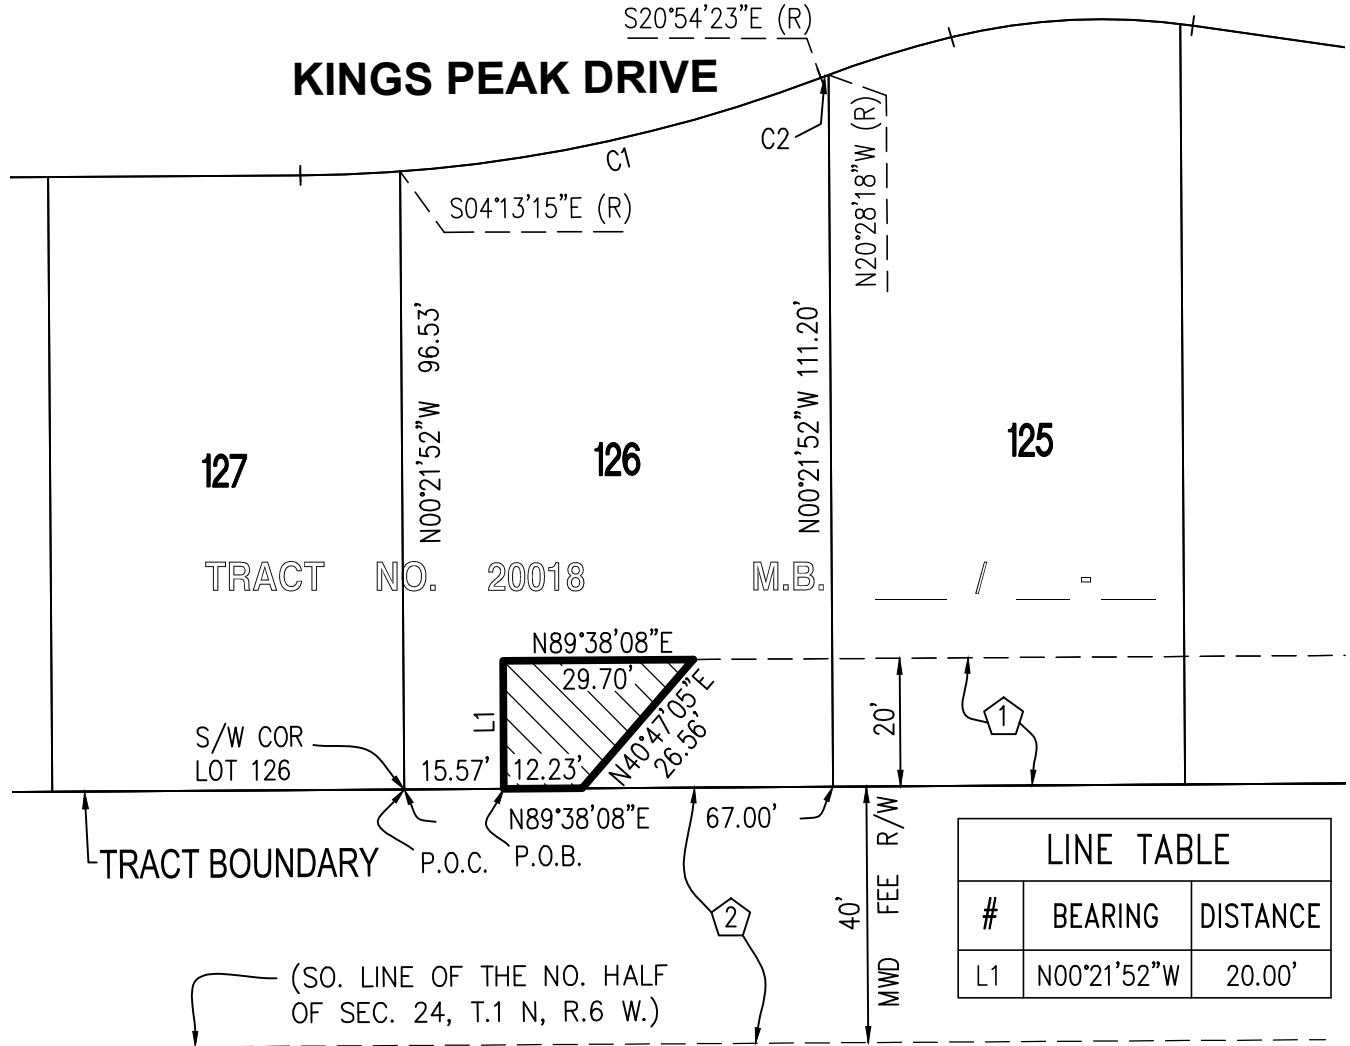 S20°54'23"E (R)
KINGS PEAK DRIVE
C2
C1
N20°28'18"W (R)
S04°13'15"E (R)
N00°21'52"W 96.53'
N00°21'52"W 111.20'
127
126
125
TRACT NO. 20018 M.B. ____ / ___ - ___
N89°38'08"E
29.70'
N40°47'05"E
26.56'
L1
20'
1
S/W COR
LOT 126
15.57'
12.23'
N89°38'08"E
67.00'
TRACT BOUNDARY
P.O.C.
P.O.B.
2
40'
MWD FEE R/W
LINE TABLE
# BEARING DISTANCE
L1 N00°21'52"W 20.00'
(SO. LINE OF THE NO. HALF
OF SEC. 24, T.1 N, R.6 W.)